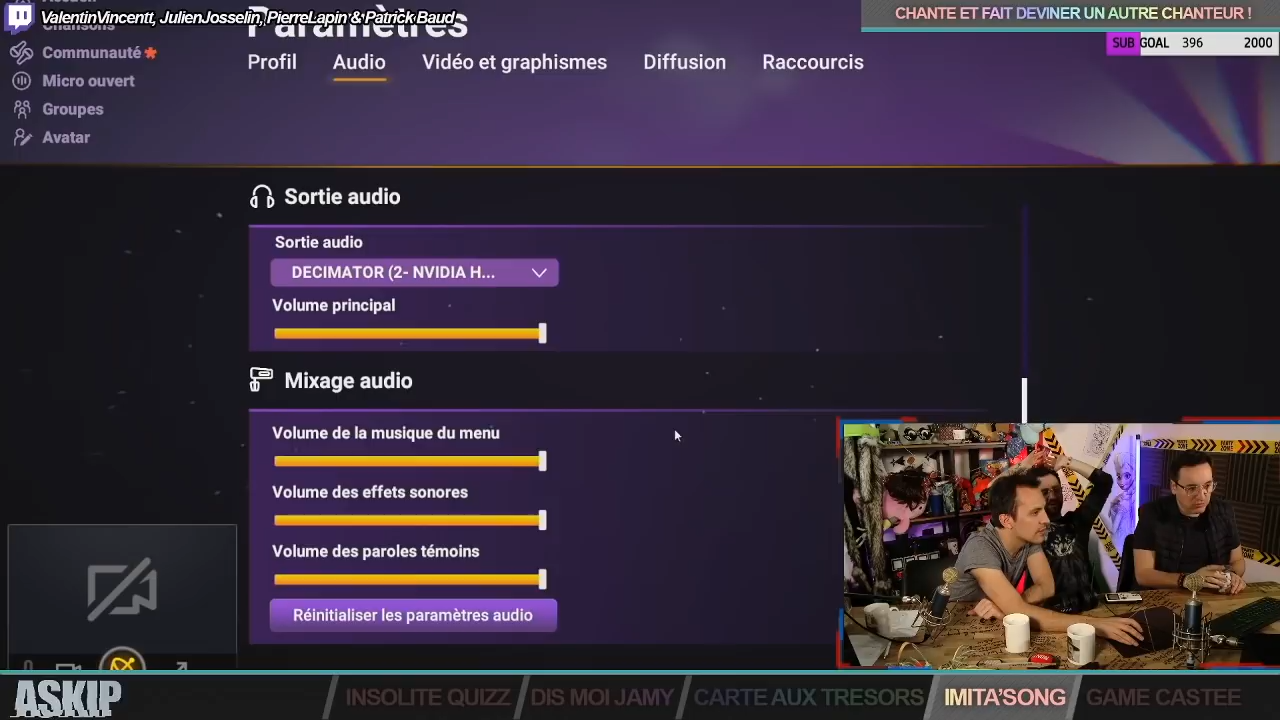 ValentinVincentt, JulienJosselin, PierreLapin & Patrick Baud
CHANTE ET FAIT DEVINER UN AUTRE CHANTEUR !
SUB GOAL 396 2000
Chansons
Communauté
Micro ouvert
Groupes
Avatar
Paramètres
Profil Audio Vidéo et graphismes Diffusion Raccourcis
Sortie audio
Sortie audio
DECIMATOR (2- NVIDIA H...
Volume principal
Mixage audio
Volume de la musique du menu
Volume des effets sonores
Volume des paroles témoins
Réinitialiser les paramètres audio
ASKIP INSOLITE QUIZZ DIS MOI JAMY CARTE AUX TRESORS IMITA'SONG GAME CASTEE